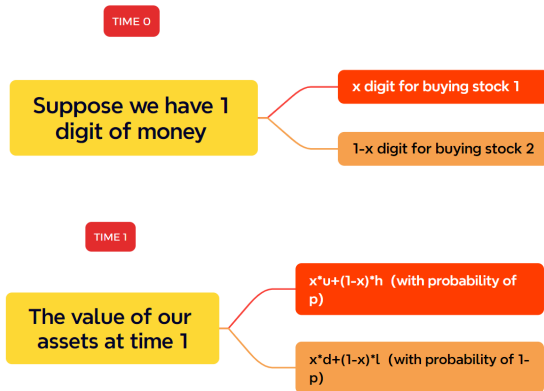 TIME 0
Suppose we have 1
digit of money
x digit for buying stock 1
1-x digit for buying stock 2
TIME 1
The value of our
assets at time 1
x*u+(1-x)*h (with probability of
p)
x*d+(1-x)*l (with probability of 1-
p)